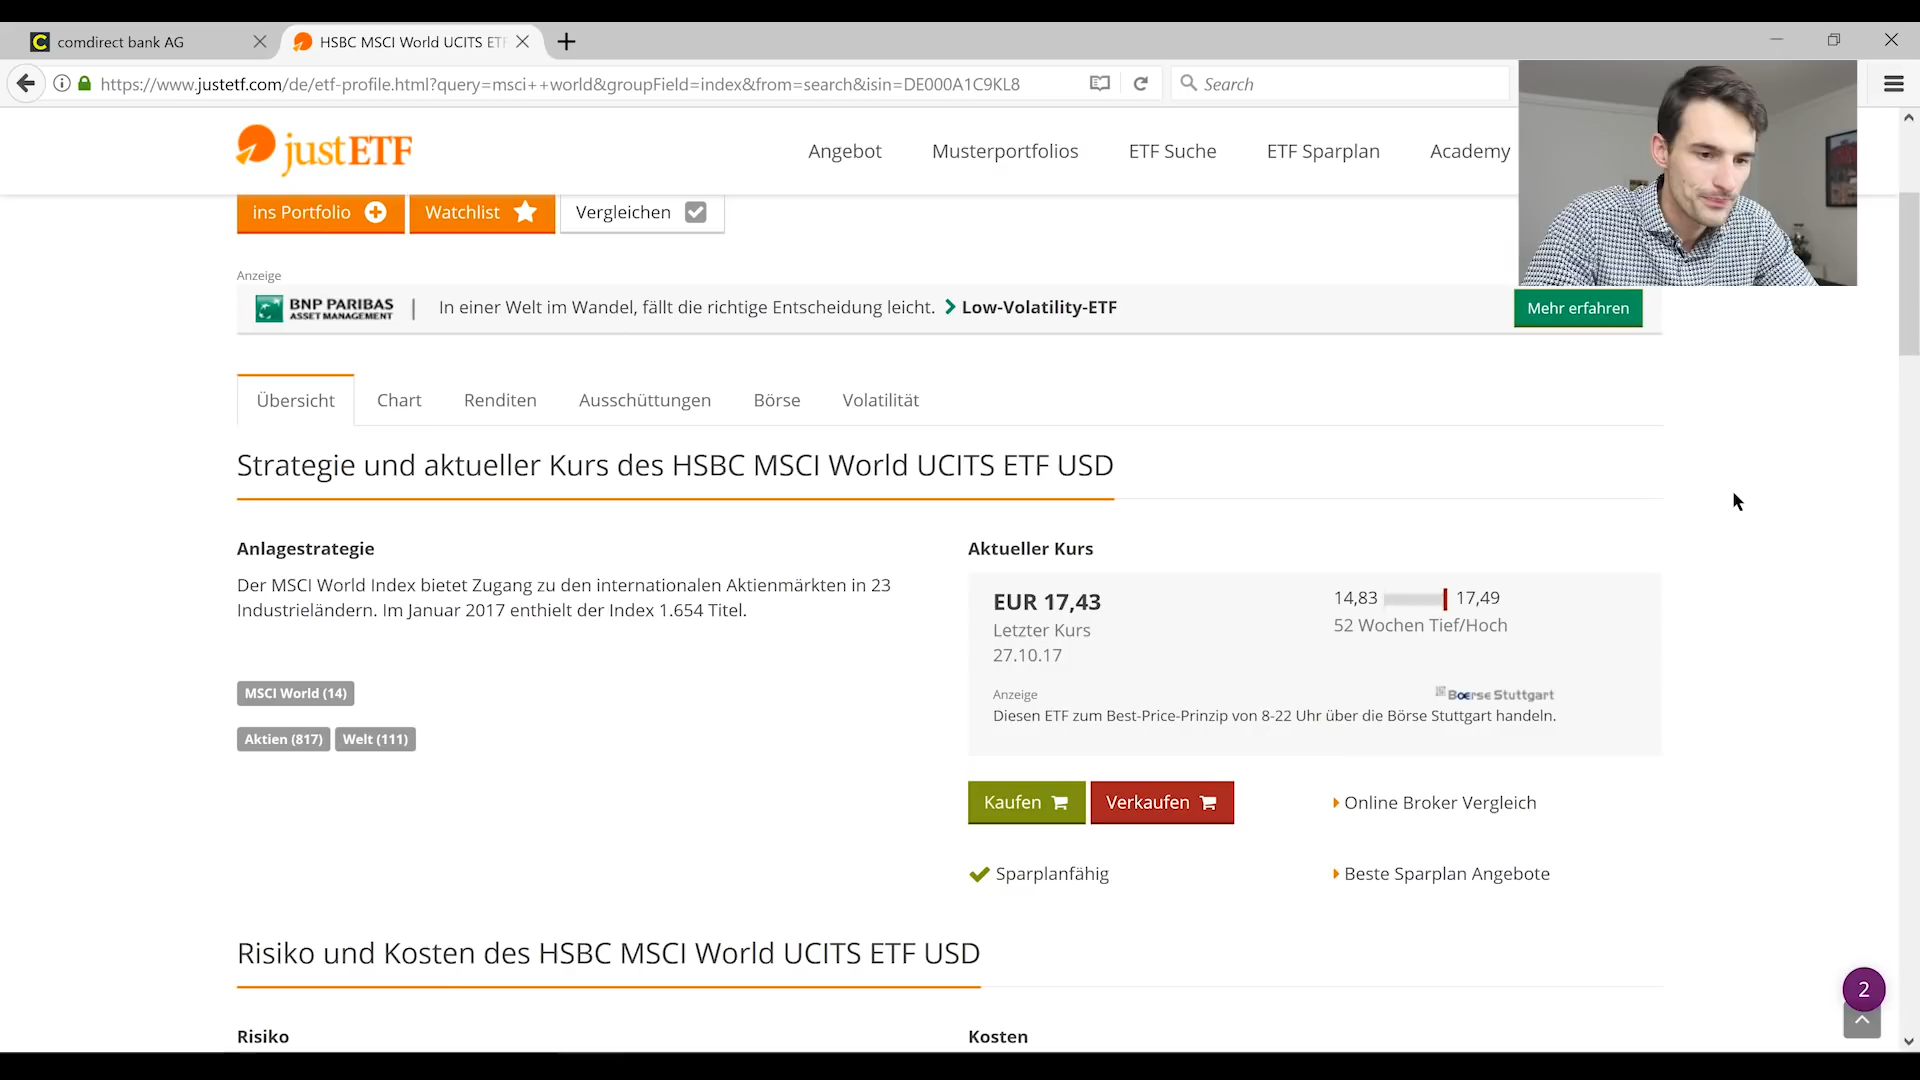 comdirect bank AG
HSBC MSCI World UCITS ETF
https://www.justetf.com/de/etf-profile.html?query=msci++world&groupField=index&from=search&isin=DE000A1C9KL8
Search
justETF
Angebot
Musterportfolios
ETF Suche
ETF Sparplan
Academy
ins Portfolio
Watchlist
Vergleichen
Anzeige
BNP PARIBAS
ASSET MANAGEMENT
In einer Welt im Wandel, fällt die richtige Entscheidung leicht. Low-Volatility-ETF
Mehr erfahren
Übersicht
Chart
Renditen
Ausschüttungen
Börse
Volatilität
Strategie und aktueller Kurs des HSBC MSCI World UCITS ETF USD
Anlagestrategie
Der MSCI World Index bietet Zugang zu den internationalen Aktienmärkten in 23
Industrieländern. Im Januar 2017 enthielt der Index 1.654 Titel.
MSCI World (14)
Aktien (817)
Welt (111)
Aktueller Kurs
EUR 17,43
Letzter Kurs
27.10.17
14,83
17,49
52 Wochen Tief/Hoch
Anzeige
Boerse Stuttgart
Diesen ETF zum Best-Price-Prinzip von 8-22 Uhr über die Börse Stuttgart handeln.
Kaufen
Verkaufen
Online Broker Vergleich
Sparplanfähig
Beste Sparplan Angebote
Risiko und Kosten des HSBC MSCI World UCITS ETF USD
2
Risiko
Kosten